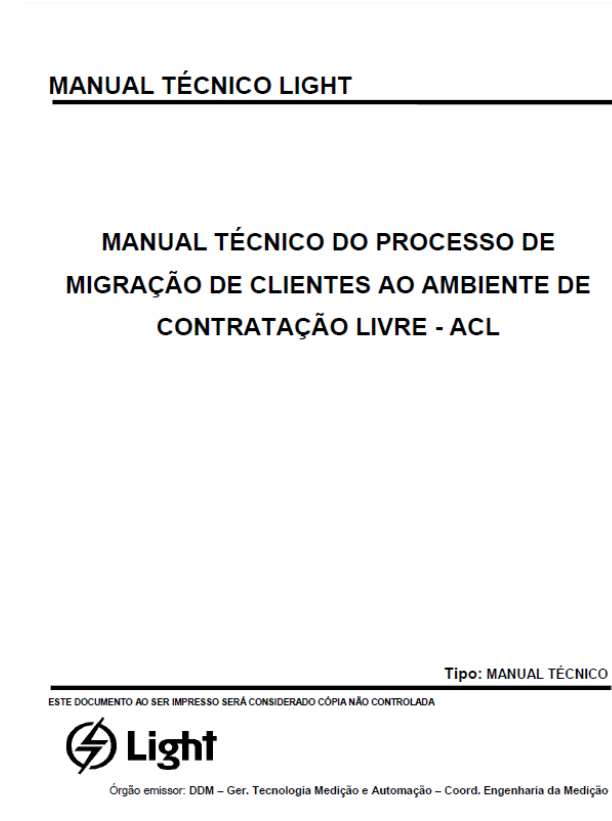 MANUAL TÉCNICO LIGHT
MANUAL TÉCNICO DO PROCESSO DE
MIGRAÇÃO DE CLIENTES AO AMBIENTE DE
CONTRATAÇÃO LIVRE - ACL
Tipo: MANUAL TÉCNICO
ESTE DOCUMENTO AO SER IMPRESSO SERÁ CONSIDERADO CÓPIA NÃO CONTROLADA
Light
Órgão emissor: DDM – Ger. Tecnologia Medição e Automação – Coord. Engenharia da Medição